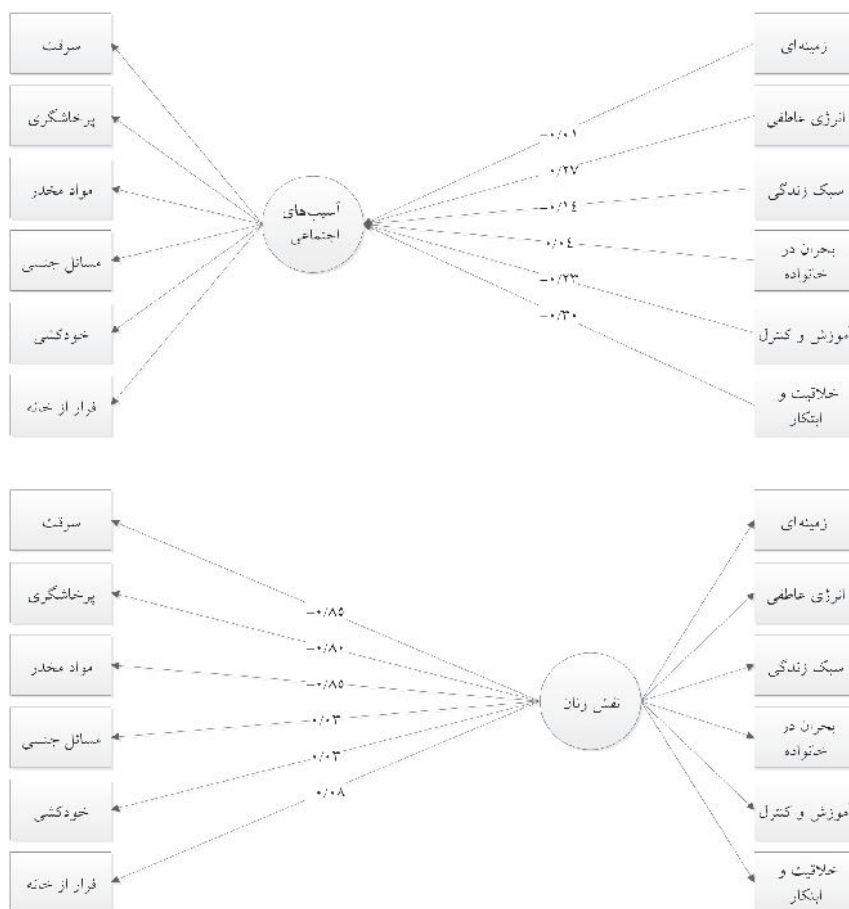 زمینه‌ای
انرژی عاطفی
سبک زندگی
بحران در
خانواده
آموزش و کنترل
خلاقیت و
ابتکار
−۰/۰۱
۰/۲۷
−۰/۱٤
۰/۰٤
−۰/۲۳
−۰/۳۰
آسیب‌های
اجتماعی
سرقت
پرخاشگری
مواد مخدر
مسائل جنسی
خودکشی
فرار از خانه
زمینه‌ای
انرژی عاطفی
سبک زندگی
بحران در
خانواده
آموزش و کنترل
خلاقیت و
ابتکار
نقش زنان
−۰/۸۵
−۰/۸۰
−۰/۸۵
−۰/۰۳
۰/۰۳
۰/۰۸
سرقت
پرخاشگری
مواد مخدر
مسائل جنسی
خودکشی
فرار از خانه